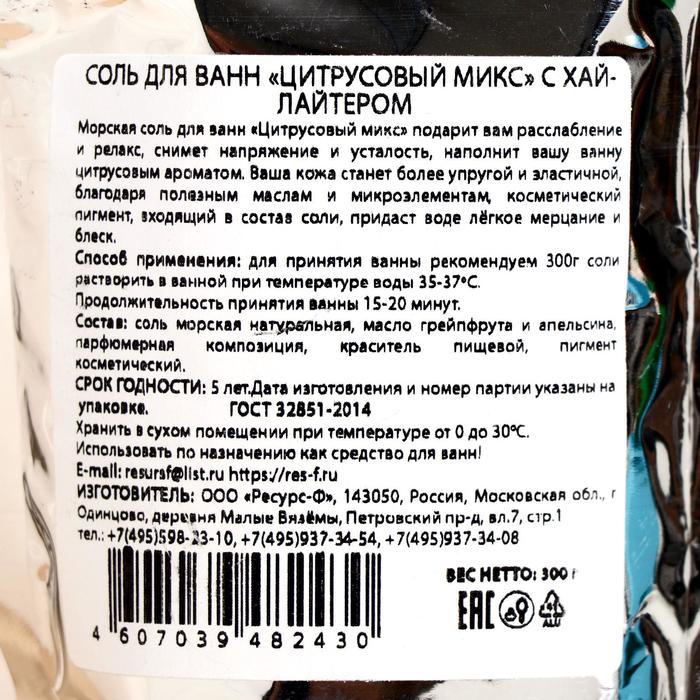 СОЛЬ ДЛЯ ВАНН «ЦИТРУСОВЫЙ МИКС» С ХАЙ-
ЛАЙТЕРОМ
Морская соль для ванн «Цитрусовый микс» подарит вам расслабление
и релакс, снимет напряжение и усталость, наполнит вашу ванну
цитрусовым ароматом. Ваша кожа станет более упругой и эластичной,
благодаря полезным маслам и микроэлементам, косметический
пигмент, входящий в состав соли, придаст воде лёгкое мерцание и
блеск.
Способ применения: для принятия ванны рекомендуем 300г соли
растворить в ванной при температуре воды 35-37°С.
Продолжительность принятия ванны 15-20 минут.
Состав: соль морская натуральная, масло грейпфрута и апельсина,
парфюмерная композиция, краситель пищевой, пигмент
косметический.
СРОК ГОДНОСТИ: 5 лет.Дата изготовления и номер партии указаны на
упаковке. ГОСТ 32851-2014
Хранить в сухом помещении при температуре от 0 до 30°С.
Использовать по назначению как средство для ванн!
E-mail: resursf@list.ru https://res-f.ru
ИЗГОТОВИТЕЛЬ: ООО «Ресурс-Ф», 143050, Россия, Московская обл., г
Одинцово, деревня Малые Вязёмы, Петровский пр-д, вл.7, стр.1
тел.: +7(495)598-23-10, +7(495)937-34-54, +7(495)937-34-08
ВЕС НЕТТО: 300 г
EAC
41
ALU
4 607039 482430